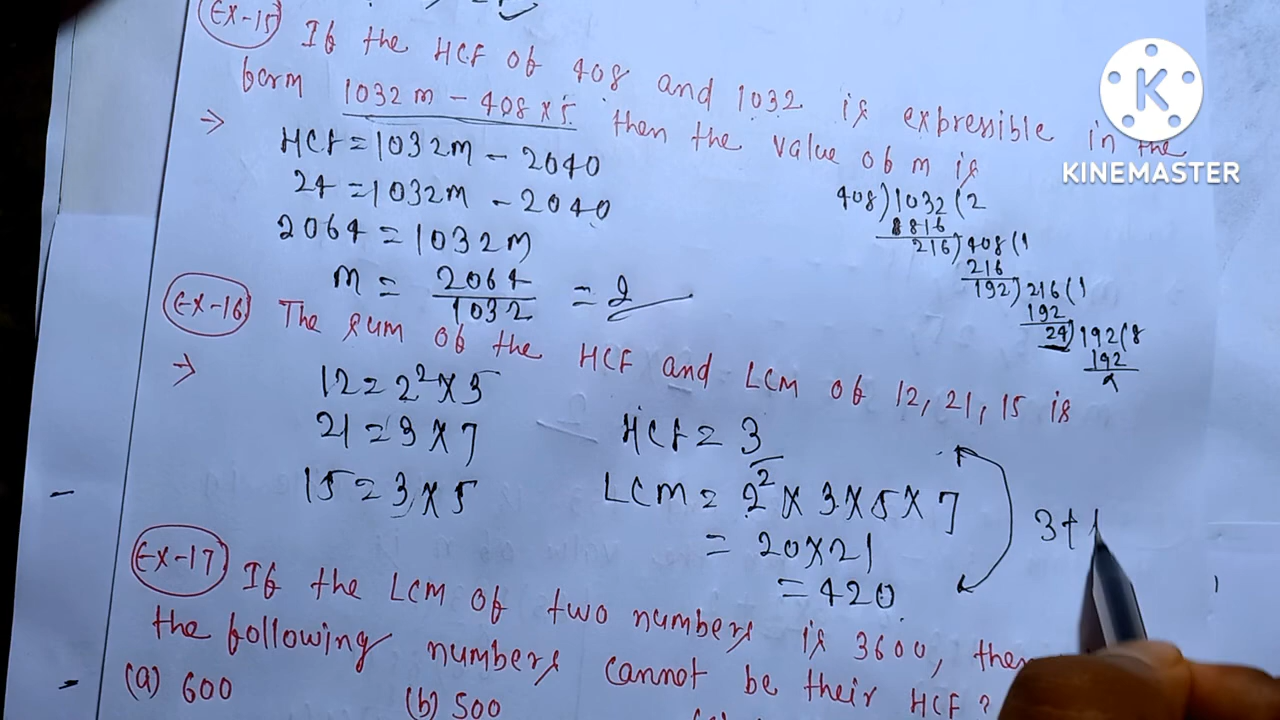 Ex-15 If the HCF of 408 and 1032 is expressible in the
form 1032m - 408×5 then the value of m is
⇒ HCF = 1032m - 2040
24 = 1032m - 2040
2064 = 1032m
m = 2064/1032 = 2
408)1032(2
816
216)408(1
216
192)216(1
192
24)192(8
192
×
K
KINEMASTER
Ex-16 The sum of the HCF and LCM of 12, 21, 15 is
⇒ 12 = 2² × 3
21 = 3 × 7
15 = 3 × 5
HCF = 3
LCM = 2² × 3 × 5 × 7
= 20 × 21
= 420
3 +
Ex-17 If the LCM of two numbers is 3600, then
the following numbers cannot be their HCF?
(a) 600 (b) 500